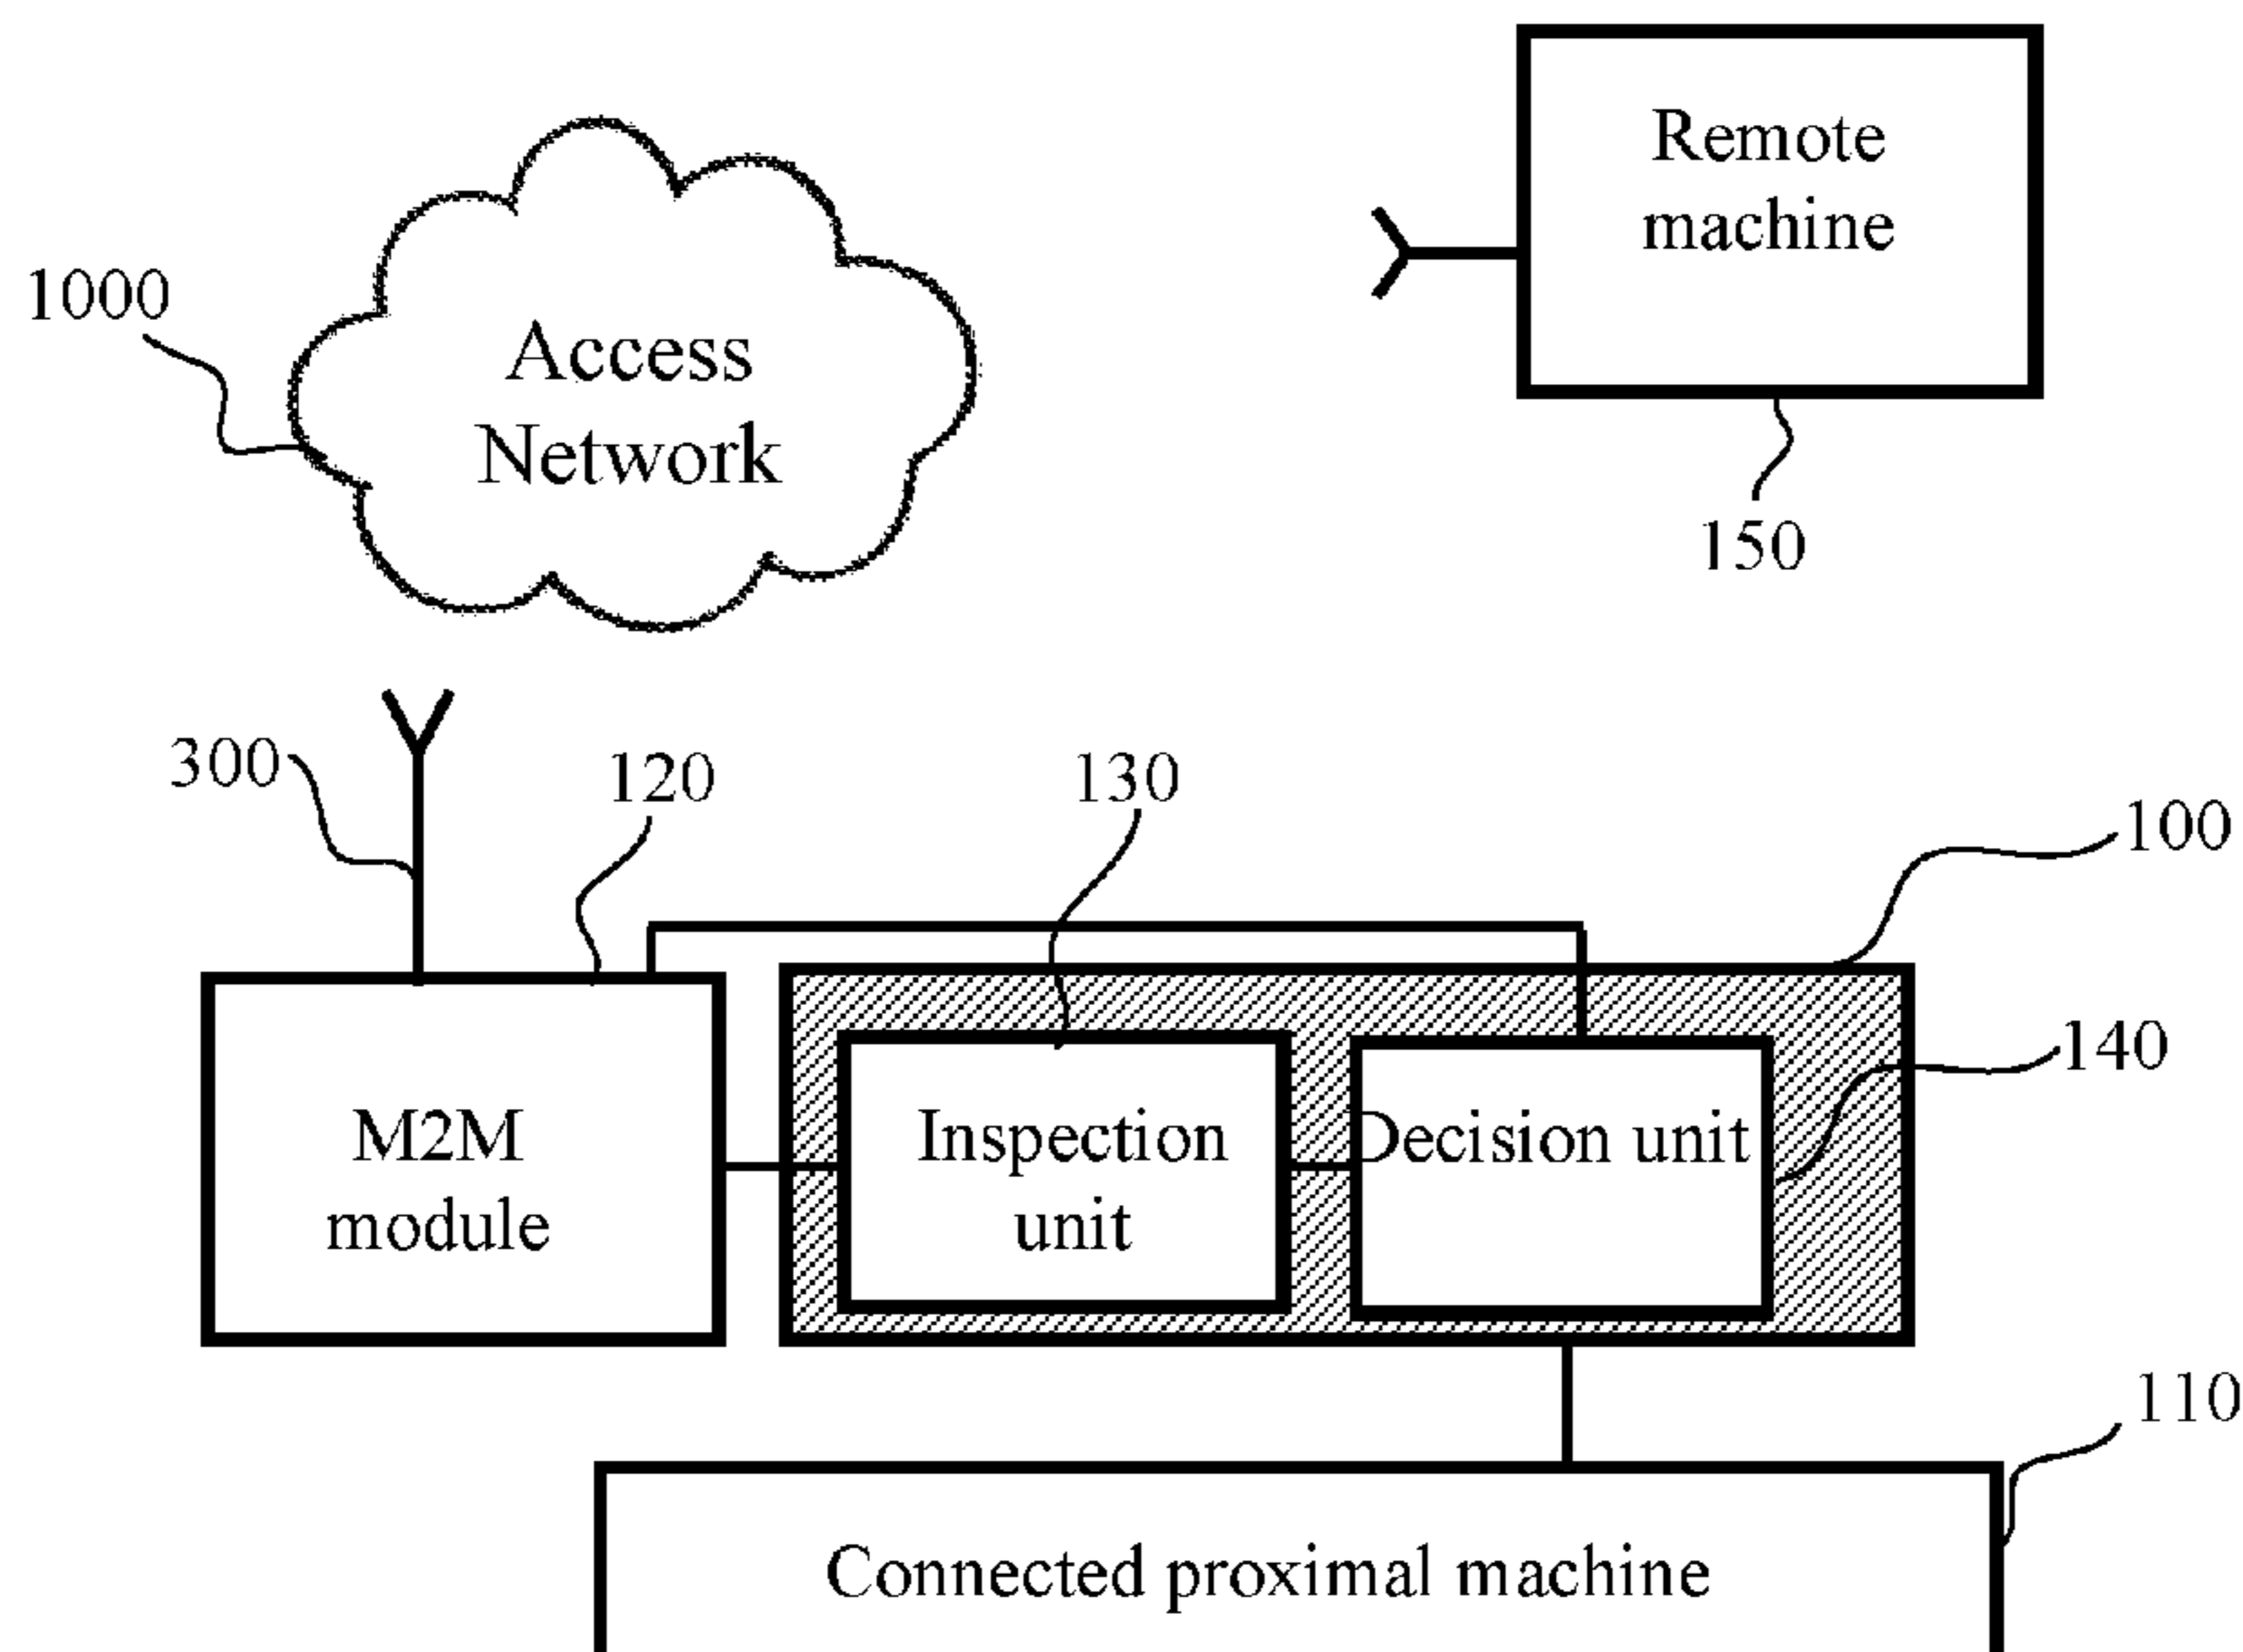 Remote
machine
1000
Access
Network
150
300
120
130
100
140
M2M
module
Inspection
unit
Decision unit
110
Connected proximal machine